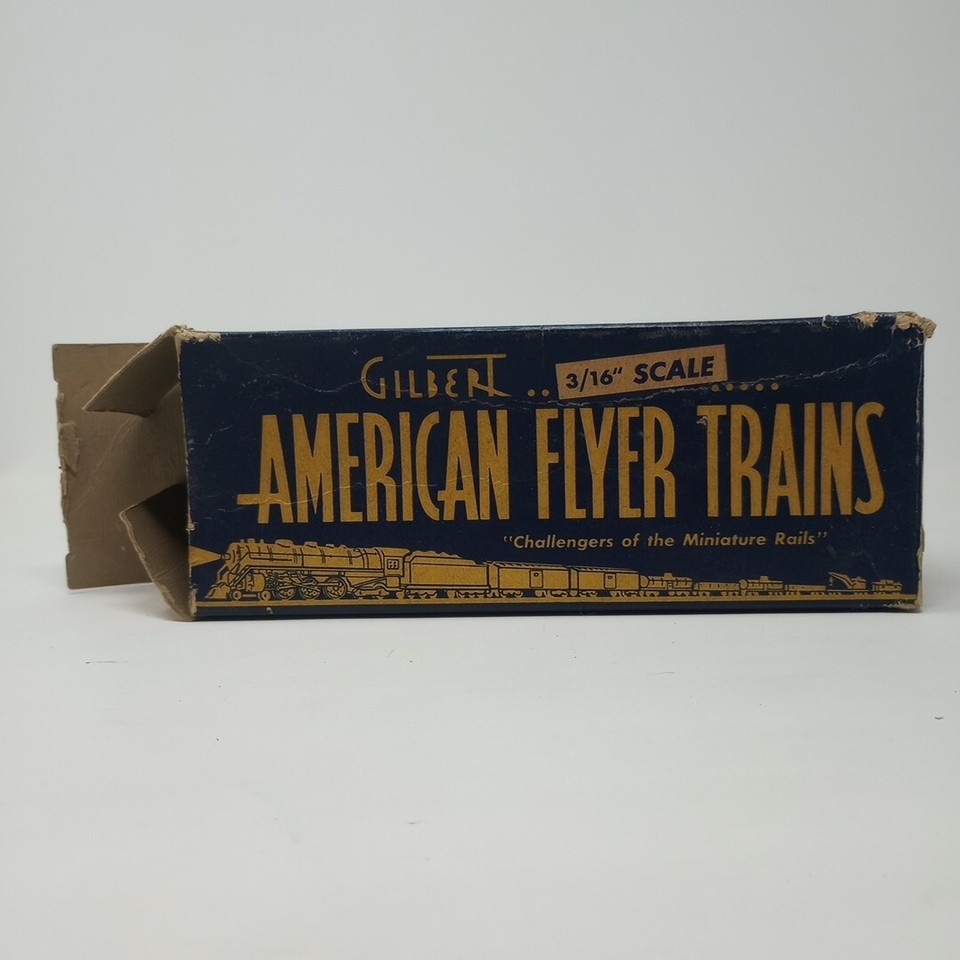 GILBERT .. 3/16" SCALE .....
AMERICAN FLYER TRAINS
"Challengers of the Miniature Rails"